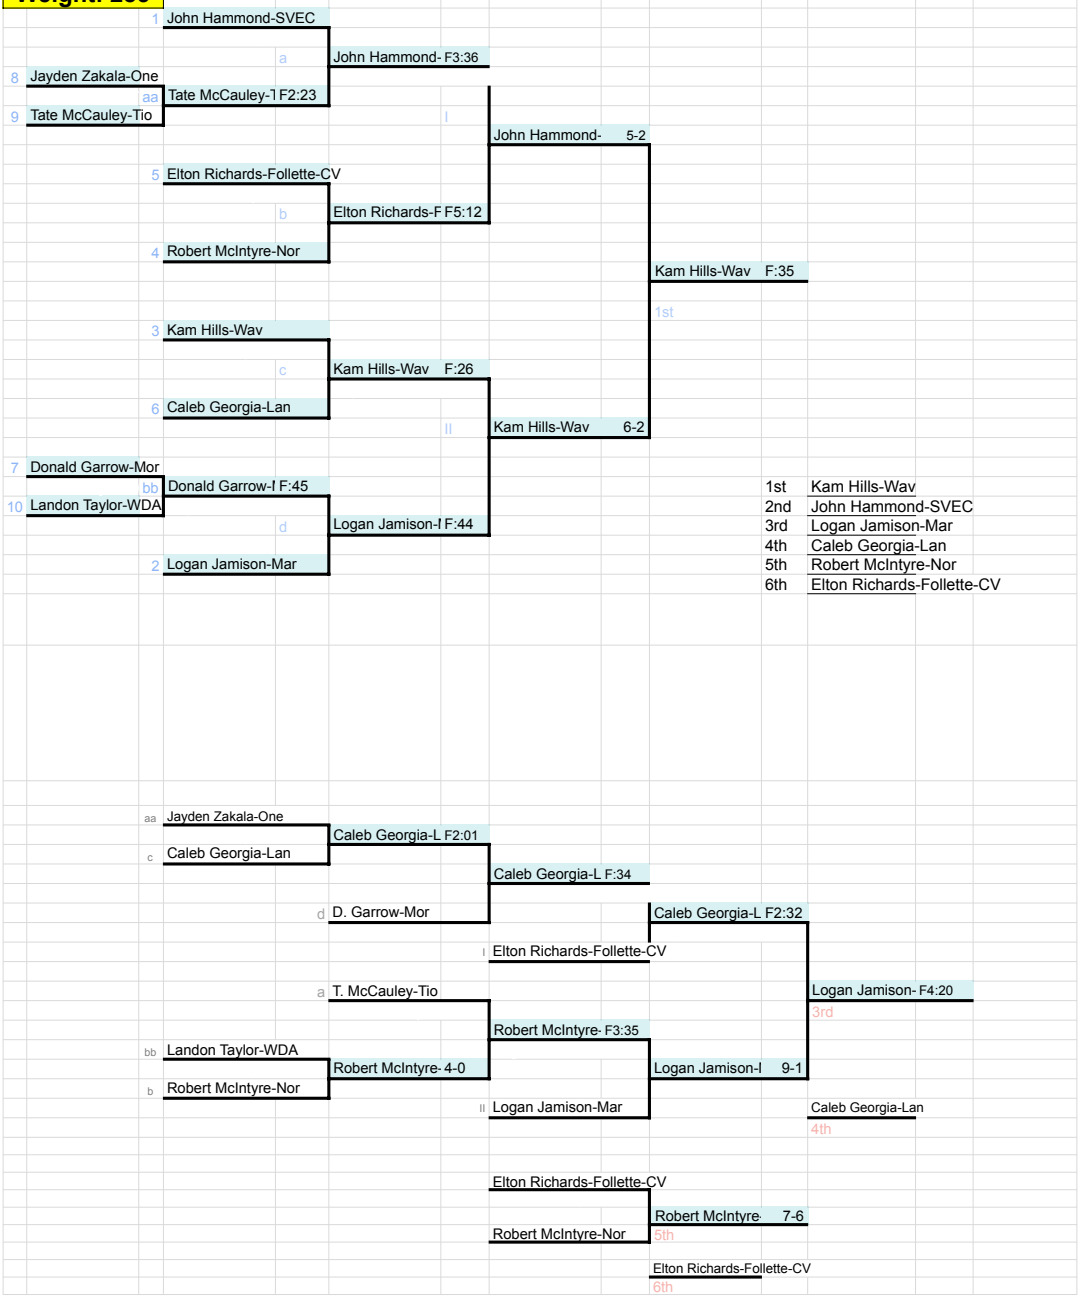 1 John Hammond-SVEC
a John Hammond- F3:36
8 Jayden Zakala-One
aa Tate McCauley-T F2:23
9 Tate McCauley-Tio
I
John Hammond- 5-2
5 Elton Richards-Follette-CV
b Elton Richards-F F5:12
4 Robert McIntyre-Nor
Kam Hills-Wav F:35
1st
3 Kam Hills-Wav
c Kam Hills-Wav F:26
6 Caleb Georgia-Lan
II Kam Hills-Wav 6-2
7 Donald Garrow-Mor
bb Donald Garrow-M F:45
10 Landon Taylor-WDA
d Logan Jamison-M F:44
2 Logan Jamison-Mar
1st Kam Hills-Wav
2nd John Hammond-SVEC
3rd Logan Jamison-Mar
4th Caleb Georgia-Lan
5th Robert McIntyre-Nor
6th Elton Richards-Follette-CV
aa Jayden Zakala-One
Caleb Georgia-L F2:01
c Caleb Georgia-Lan
Caleb Georgia-L F:34
d D. Garrow-Mor
Caleb Georgia-L F2:32
I Elton Richards-Follette-CV
a T. McCauley-Tio
Logan Jamison- F4:20
3rd
Robert McIntyre- F3:35
bb Landon Taylor-WDA
Robert McIntyre- 4-0
Logan Jamison-M 9-1
b Robert McIntyre-Nor
II Logan Jamison-Mar
Caleb Georgia-Lan
4th
Elton Richards-Follette-CV
Robert McIntyre- 7-6
Robert McIntyre-Nor
5th
Elton Richards-Follette-CV
6th